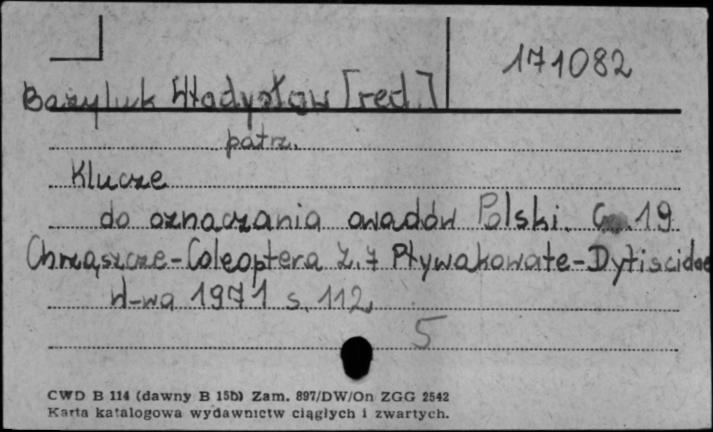 171082
Bazyluk Władysław [red.]
patrz.
Klucze
do oznaczania owadów Polski. Cz. 19
Chrząszcze-Coleoptera z. 7 Pływakowate-Dytiscidae
W-wa 1971 s. 112,
5
CWD B 114 (dawny B 15b) Zam. 897/DW/On ZGG 2542
Karta katalogowa wydawnictw ciągłych i zwartych.